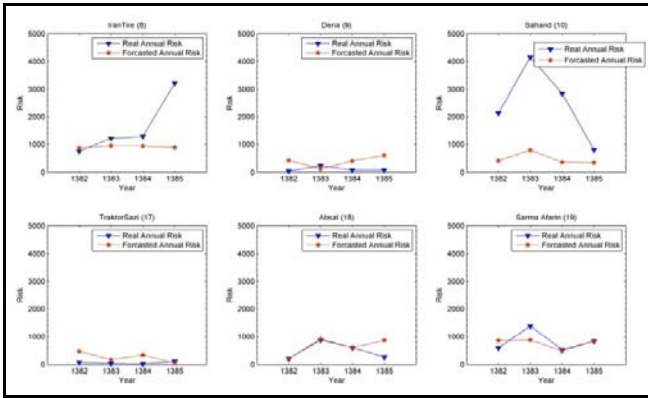 IranTire (8)
Real Annual Risk
Forcasted Annual Risk
5000
4000
3000
2000
1000
0
Risk
1382 1383 1384 1385
Year
Dena (9)
Real Annual Risk
Forcasted Annual Risk
5000
4000
3000
2000
1000
0
Risk
1382 1383 1384 1385
Year
Sahand (10)
Real Annual Risk
Forcasted Annual Risk
5000
4000
3000
2000
1000
0
Risk
1382 1383 1384 1385
Year
TraktorSazi (17)
Real Annual Risk
Forcasted Annual Risk
5000
4000
3000
2000
1000
0
Risk
1382 1383 1384 1385
Year
Absal (18)
Real Annual Risk
Forcasted Annual Risk
5000
4000
3000
2000
1000
0
Risk
1382 1383 1384 1385
Year
Sarma Afarin (19)
Real Annual Risk
Forcasted Annual Risk
5000
4000
3000
2000
1000
0
Risk
1382 1383 1384 1385
Year